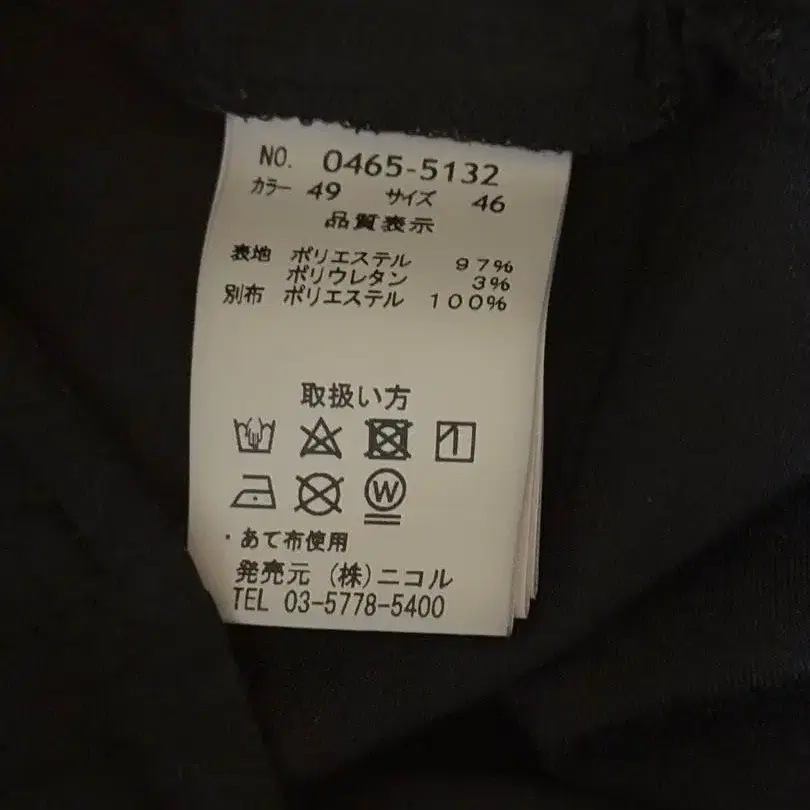 NO. 0465-5132
カラー 49 サイズ 46
品質表示
表地 ポリエステル 97%
ポリウレタン 3%
別布 ポリエステル 100%
取扱い方
W
・あて布使用
発売元 (株)ニコル
TEL 03-5778-5400